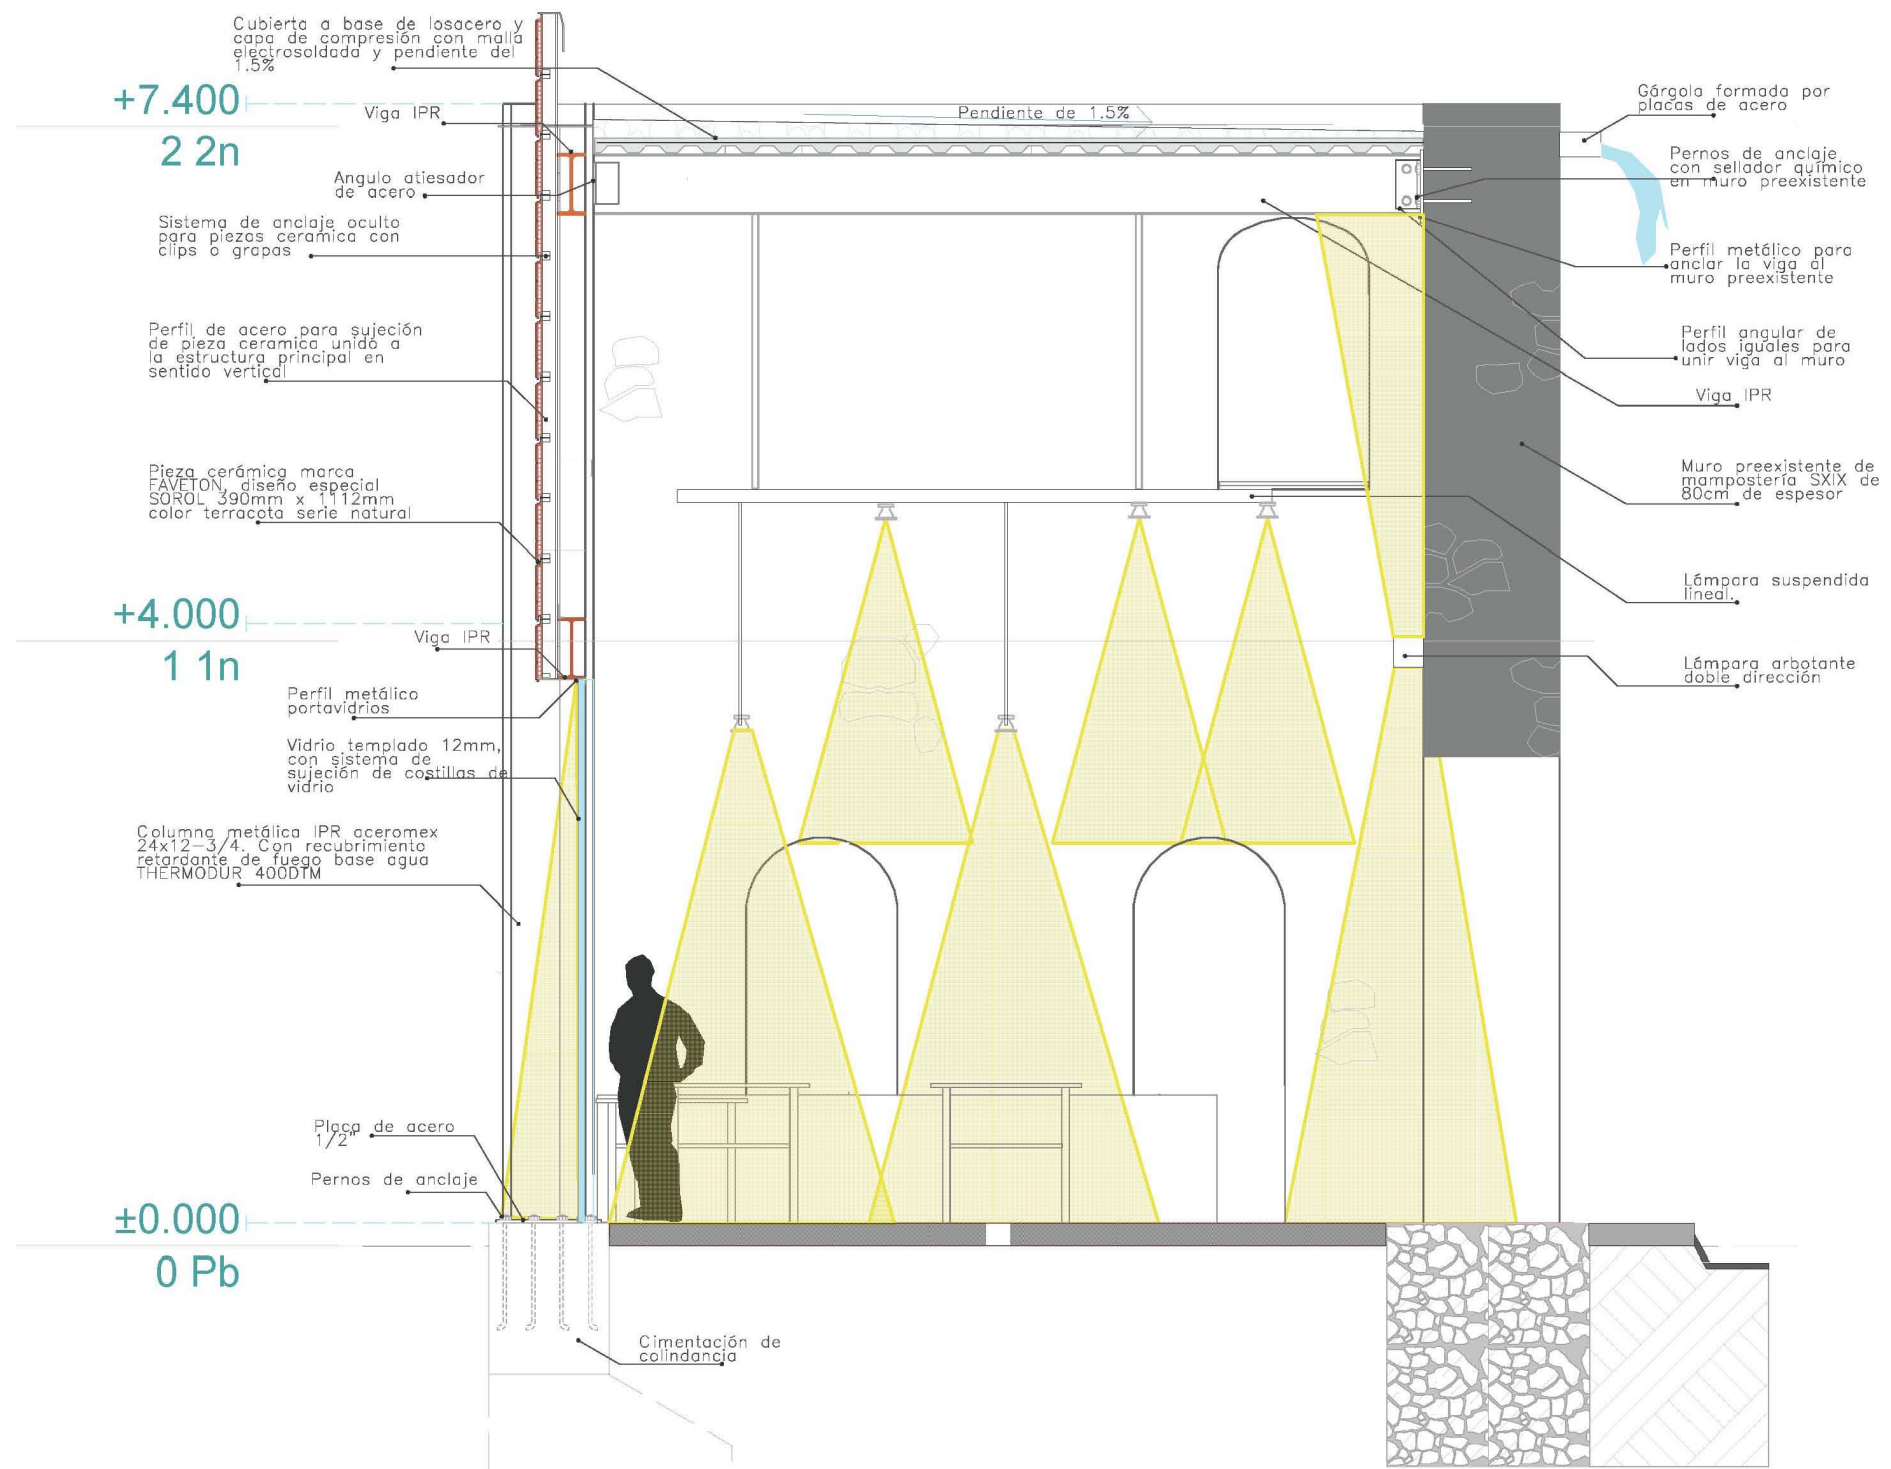 Cubierta a base de losacero y
capa de compresión con malla
electrosoldada y pendiente del
1.5%
+7.400
2 2n
Viga IPR
Pendiente de 1.5%
Gárgola formada por
placas de acero
Pernos de anclaje
con sellador químico
en muro preexistente
Angulo atiesador
de acero
Sistema de anclaje oculto
para piezas ceramica con
clips o grapas
Perfil metálico para
anclar la viga al
muro preexistente
Perfil de acero para sujeción
de pieza ceramica unido a
la estructura principal en
sentido vertical
Perfil angular de
lados iguales para
unir viga al muro
Viga IPR
Pieza cerámica marca
FAVETON, diseño especial
SOROL 390mm x 1112mm
color terracota serie natural
Muro preexistente de
mampostería SXIX de
80cm de espesor
+4.000
1 1n
Lámpara suspendida
lineal.
Viga IPR
Lámpara arbotante
doble dirección
Perfil metálico
portavidrios
Vidrio templado 12mm,
con sistema de
sujeción de costillas de
vidrio
Columna metálica IPR aceromex
24x12-3/4. Con recubrimiento
retardante de fuego base agua
THERMODUR 400DTM
Placa de acero
1/2"
Pernos de anclaje
±0.000
0 Pb
Cimentación de
colindancia